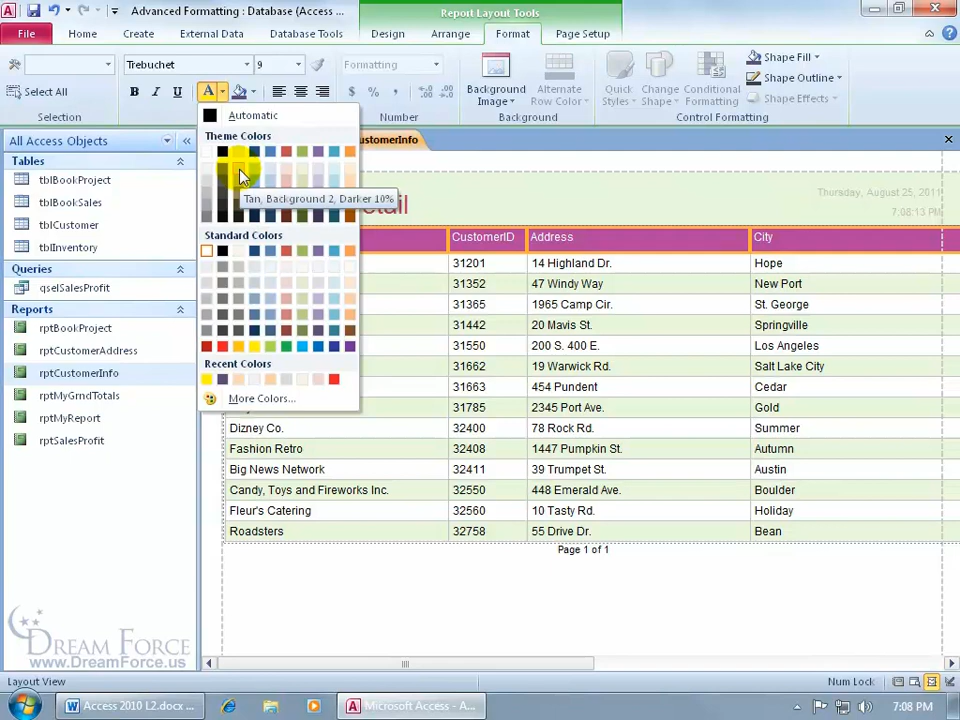 Advanced Formatting : Database (Access ...
Report Layout Tools
File
Home
Create
External Data
Database Tools
Design
Arrange
Format
Page Setup
Trebuchet
9
Formatting
Select All
B I U
A
$ % ,
Background Image
Alternate Row Color
Quick Styles
Change Shape
Conditional Formatting
Shape Fill
Shape Outline
Shape Effects
Selection
Number
Background
Control Formatting
All Access Objects
Tables
tblBookProject
tblBookSales
tblCustomer
tblInventory
Queries
qselSalesProfit
Reports
rptBookProject
rptCustomerAddress
rptCustomerInfo
rptMyGrndTotals
rptMyReport
rptSalesProfit
Automatic
Theme Colors
Tan, Background 2, Darker 10%
Standard Colors
Recent Colors
More Colors...
ustomerInfo
tail
Thursday, August 25, 2011
7:08:13 PM
CustomerID Address City
31201 14 Highland Dr. Hope
31352 47 Windy Way New Port
31365 1965 Camp Cir. St. George
31442 20 Mavis St. Springville
31550 200 S. 400 E. Los Angeles
31662 19 Warwick Rd. Salt Lake City
31663 454 Pundent Cedar
31785 2345 Port Ave. Gold
Dizney Co. 32400 78 Rock Rd. Summer
Fashion Retro 32408 1447 Pumpkin St. Autumn
Big News Network 32411 39 Trumpet St. Austin
Candy, Toys and Fireworks Inc. 32550 448 Emerald Ave. Boulder
Fleur's Catering 32560 10 Tasty Rd. Holiday
Roadsters 32758 55 Drive Dr. Bean
Page 1 of 1
DREAM FORCE
www.DreamForce.us
Layout View
Num Lock
Access 2010 L2.docx ...
Microsoft Access - A...
7:08 PM